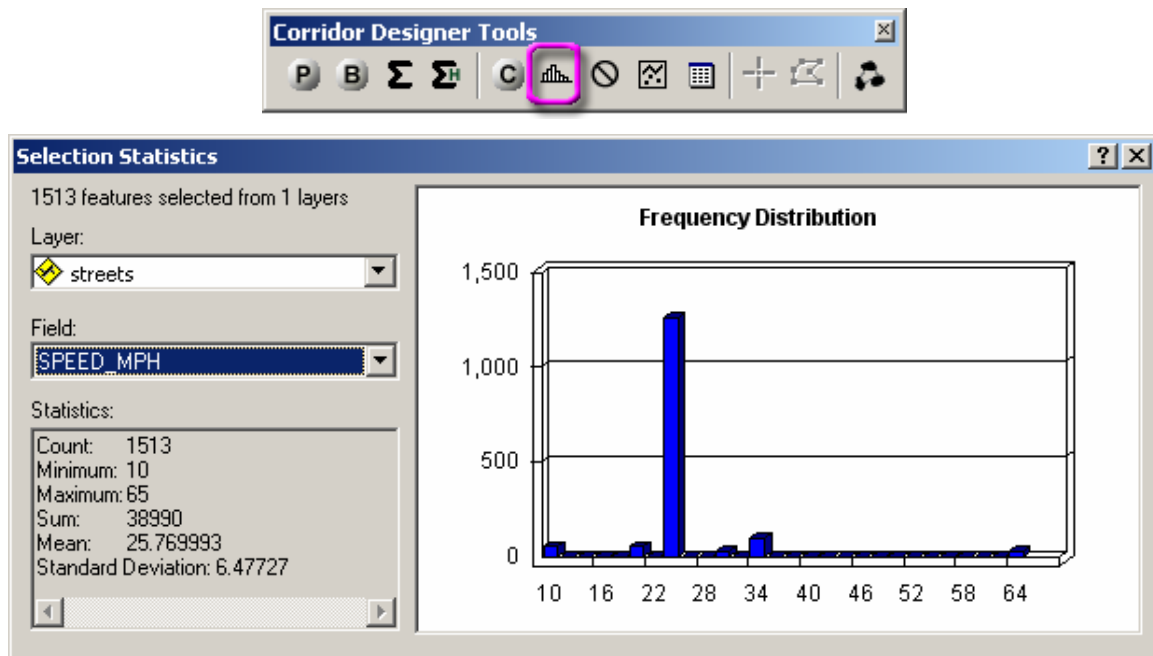 Corridor Designer Tools
P B Σ ΣH C
Selection Statistics
1513 features selected from 1 layers
Layer:
streets
Field:
SPEED_MPH
Statistics:
Count: 1513
Minimum: 10
Maximum: 65
Sum: 38990
Mean: 25.769993
Standard Deviation: 6.47727
Frequency Distribution
1,500
1,000
500
0
10 16 22 28 34 40 46 52 58 64